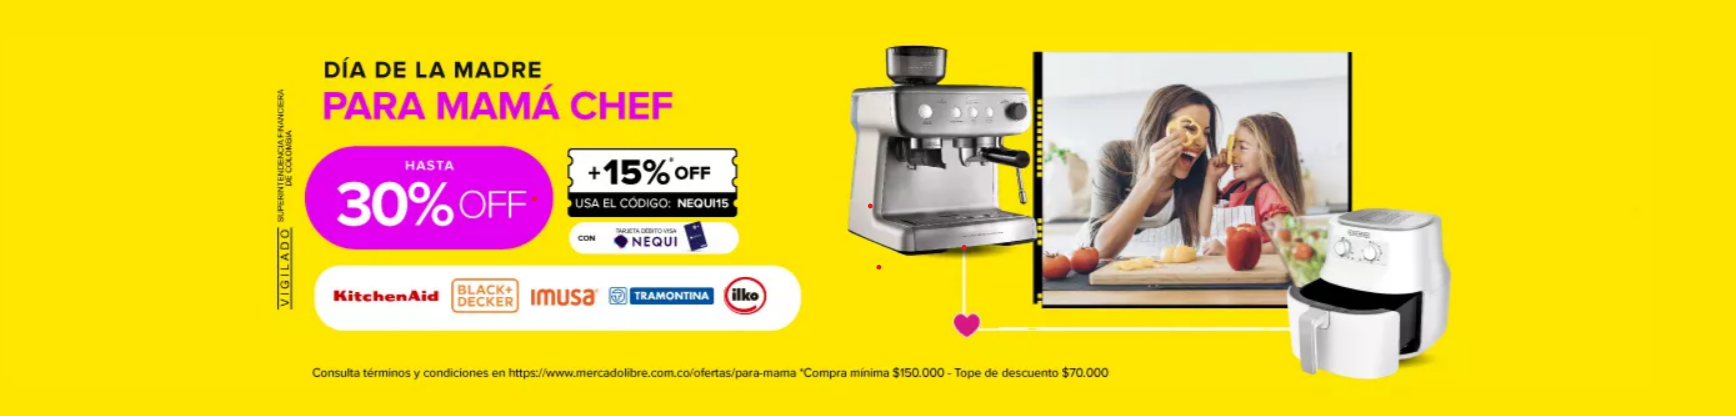 DÍA DE LA MADRE
PARA MAMÁ CHEF
HASTA
30% OFF
+15%* OFF
USA EL CÓDIGO: NEQUI15
CON
TARJETA DÉBITO VISA
NEQUI
KitchenAid
BLACK+
DECKER
IMUSA
TRAMONTINA
ilko
VIGILADO
SUPERINTENDENCIA FINANCIERA
DE COLOMBIA
Consulta términos y condiciones en https://www.mercadolibre.com.co/ofertas/para-mama *Compra mínima $150.000 - Tope de descuento $70.000